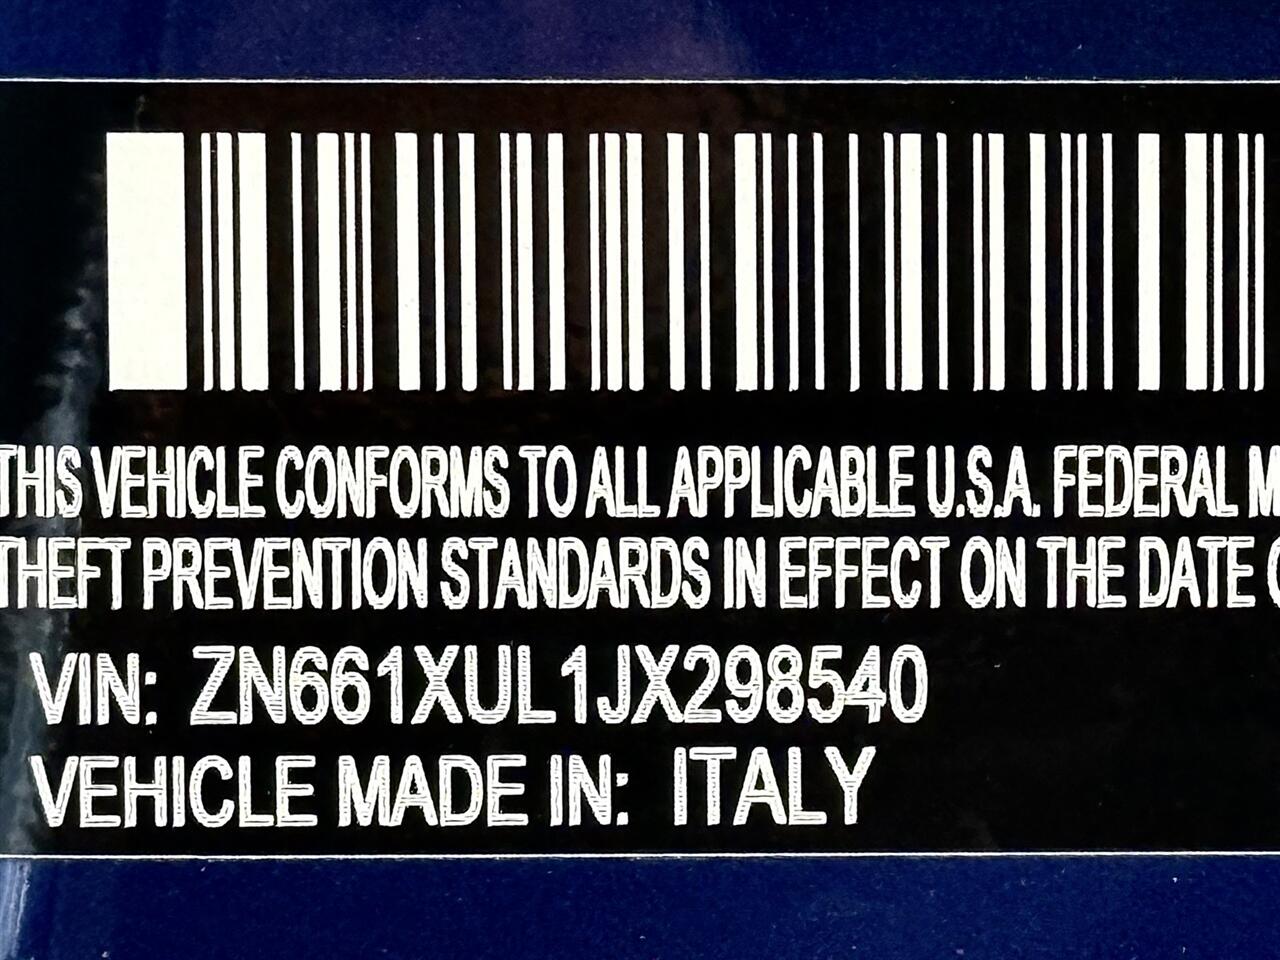 THIS VEHICLE CONFORMS TO ALL APPLICABLE U.S.A. FEDERAL
THEFT PREVENTION STANDARDS IN EFFECT ON THE DATE
VIN: ZN661XUL1JX298540
VEHICLE MADE IN: ITALY